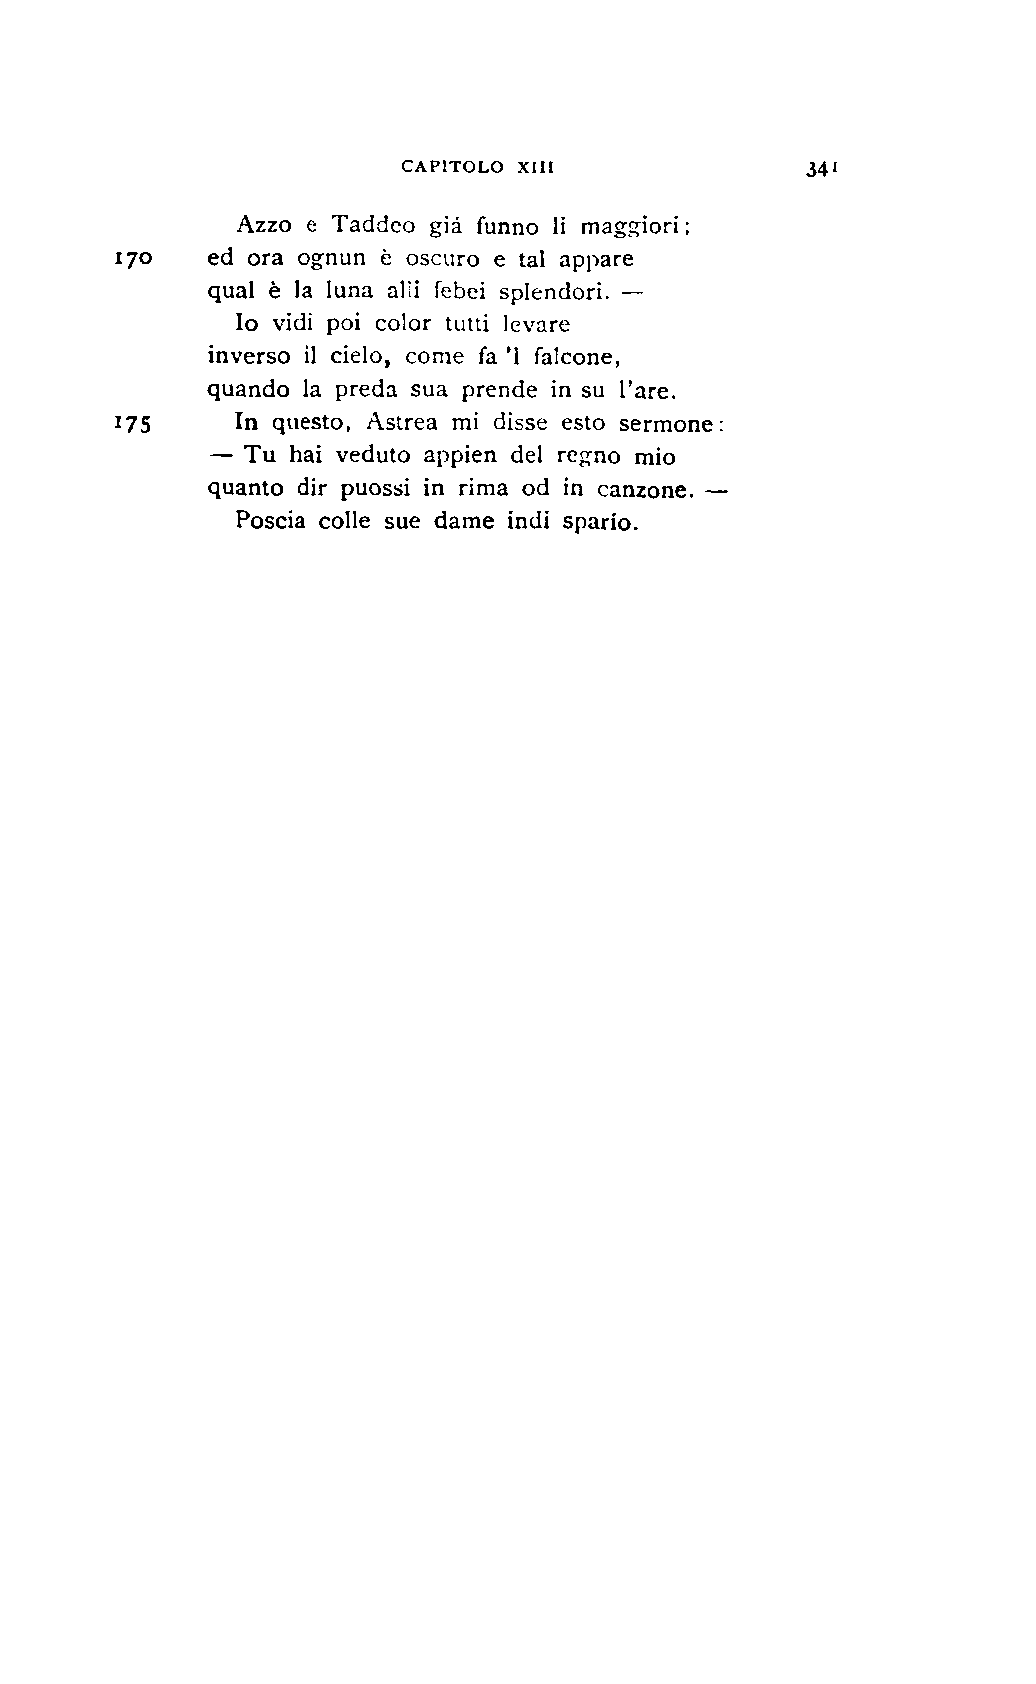 CAPITOLO XIII 341
Azzo e Taddeo giá funno li maggiori;
170 ed ora ognun è oscuro e tal appare
qual è la luna alii febei splendori. —
Io vidi poi color tutti levare
inverso il cielo, come fa 'l falcone,
quando la preda sua prende in su l'are.
175 In questo, Astrea mi disse esto sermone:
— Tu hai veduto appien del regno mio
quanto dir puossi in rima od in canzone. —
Poscia colle sue dame indi sparío.